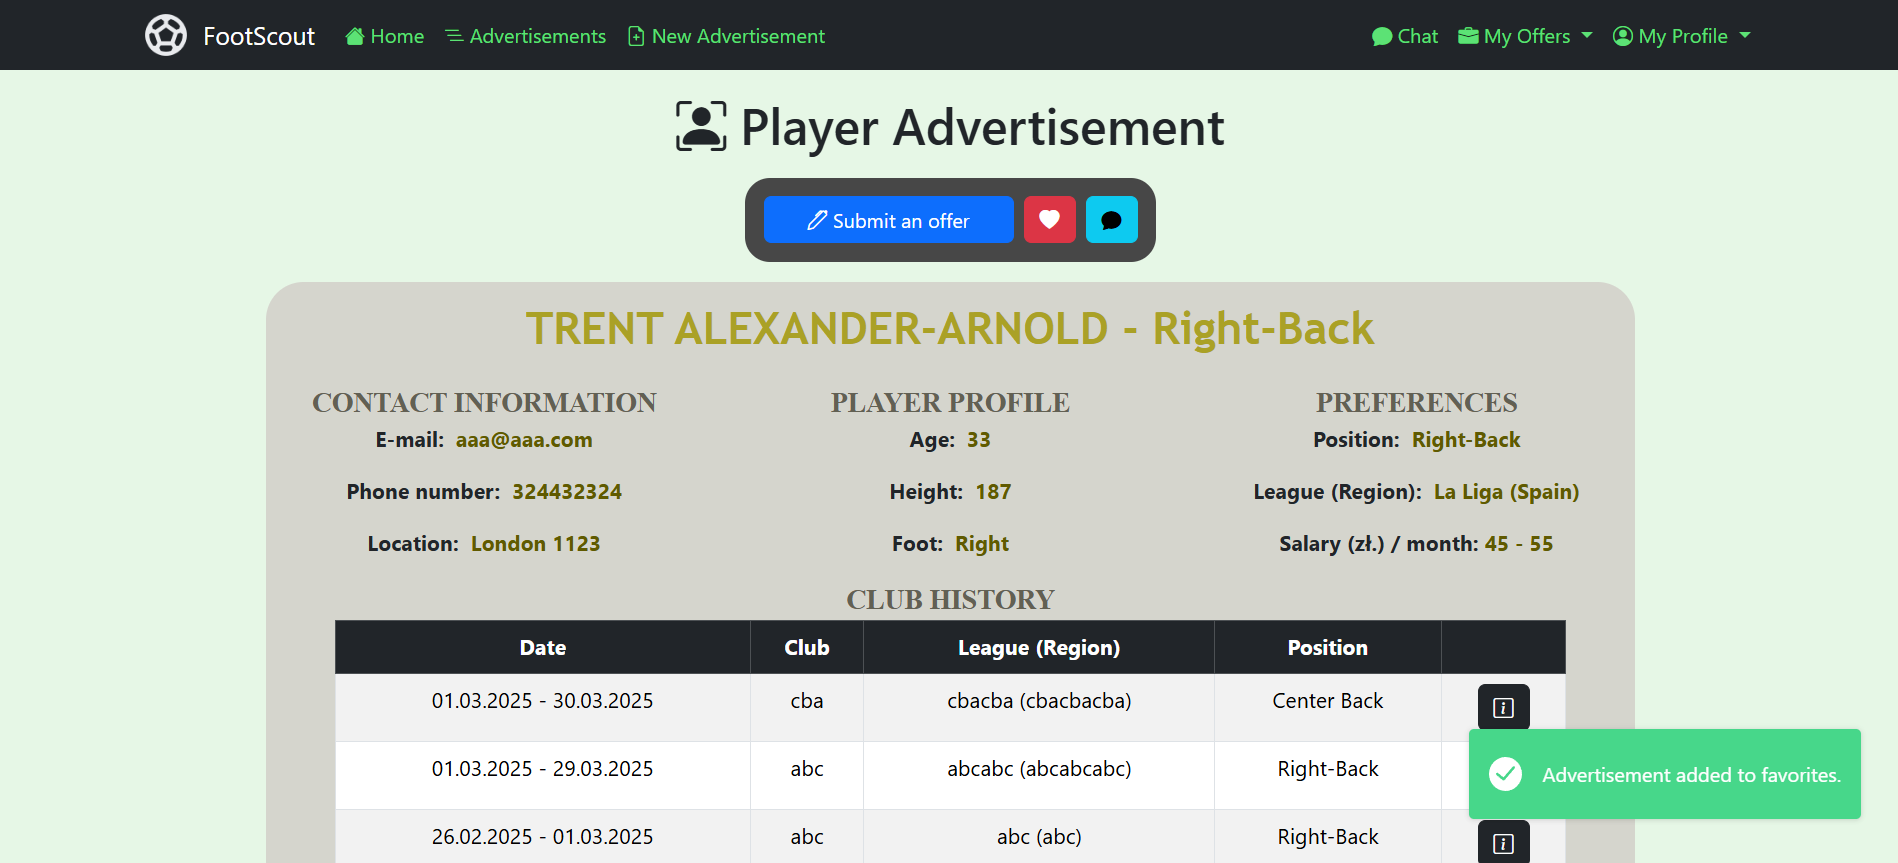 FootScout Home Advertisements New Advertisement Chat My Offers My Profile
Player Advertisement
Submit an offer
TRENT ALEXANDER-ARNOLD - Right-Back
CONTACT INFORMATION
E-mail: aaa@aaa.com
Phone number: 324432324
Location: London 1123
PLAYER PROFILE
Age: 33
Height: 187
Foot: Right
PREFERENCES
Position: Right-Back
League (Region): La Liga (Spain)
Salary (zł.) / month: 45 - 55
CLUB HISTORY
Date Club League (Region) Position
01.03.2025 - 30.03.2025 cba cbacba (cbacbacba) Center Back
01.03.2025 - 29.03.2025 abc abcabc (abcabcabc) Right-Back
26.02.2025 - 01.03.2025 abc abc (abc) Right-Back
Advertisement added to favorites.